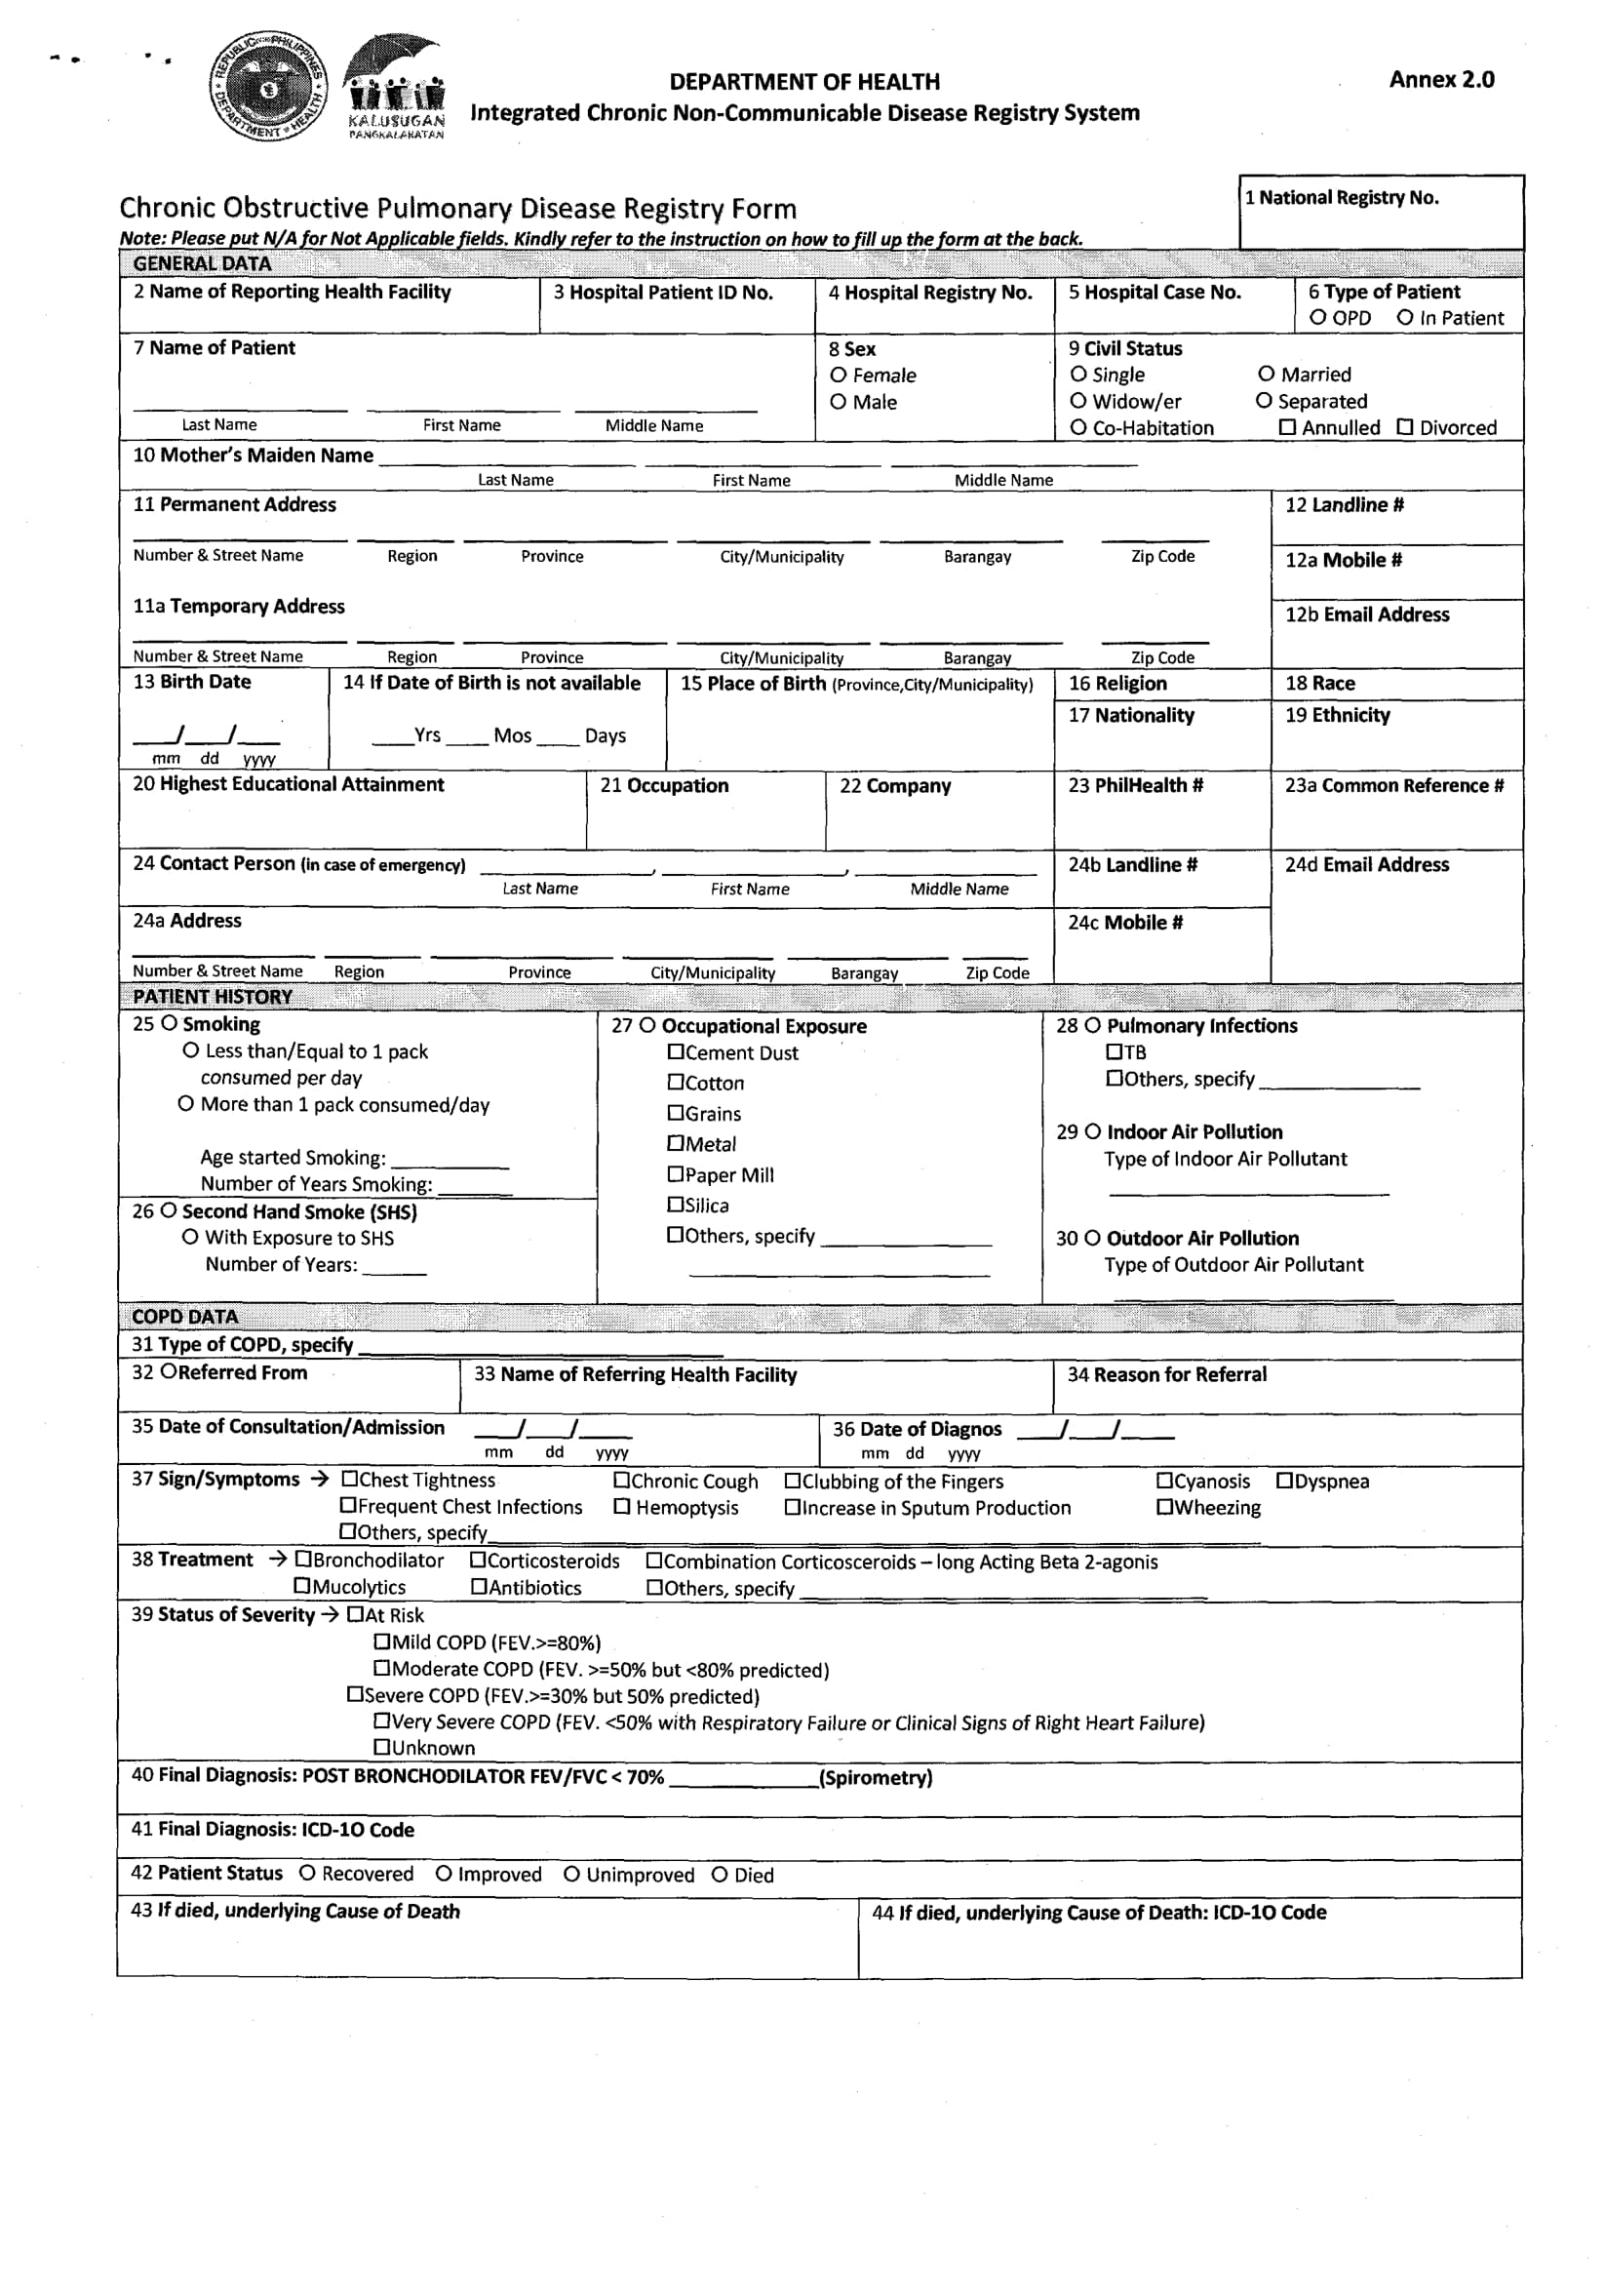 REPUBLIC OF THE PHILIPPINES
DEPARTMENT OF HEALTH
KALUSUGAN
PANGKALAHATAN
DEPARTMENT OF HEALTH
Integrated Chronic Non-Communicable Disease Registry System
Annex 2.0
1 National Registry No.
Chronic Obstructive Pulmonary Disease Registry Form
Note: Please put N/A for Not Applicable fields. Kindly refer to the instruction on how to fill up the form at the back.
GENERAL DATA
2 Name of Reporting Health Facility 3 Hospital Patient ID No. 4 Hospital Registry No. 5 Hospital Case No. 6 Type of Patient
O OPD O In Patient
7 Name of Patient 8 Sex 9 Civil Status
O Female O Single O Married
O Male O Widow/er O Separated
Last Name First Name Middle Name O Co-Habitation ☐ Annulled ☐ Divorced
10 Mother's Maiden Name
Last Name First Name Middle Name
11 Permanent Address 12 Landline #
Number & Street Name Region Province City/Municipality Barangay Zip Code 12a Mobile #
11a Temporary Address 12b Email Address
Number & Street Name Region Province City/Municipality Barangay Zip Code
13 Birth Date 14 If Date of Birth is not available 15 Place of Birth (Province,City/Municipality) 16 Religion 18 Race
17 Nationality 19 Ethnicity
___/___/___ ___Yrs ___ Mos ___ Days
mm dd yyyy
20 Highest Educational Attainment 21 Occupation 22 Company 23 PhilHealth # 23a Common Reference #
24 Contact Person (in case of emergency) ___, ___, ___ 24b Landline # 24d Email Address
Last Name First Name Middle Name
24a Address 24c Mobile #
Number & Street Name Region Province City/Municipality Barangay Zip Code
PATIENT HISTORY
25 O Smoking
O Less than/Equal to 1 pack
consumed per day
O More than 1 pack consumed/day
Age started Smoking: ___
Number of Years Smoking: ___
26 O Second Hand Smoke (SHS)
O With Exposure to SHS
Number of Years: ___
27 O Occupational Exposure
☐Cement Dust
☐Cotton
☐Grains
☐Metal
☐Paper Mill
☐Silica
☐Others, specify ___
28 O Pulmonary Infections
☐TB
☐Others, specify ___
29 O Indoor Air Pollution
Type of Indoor Air Pollutant
30 O Outdoor Air Pollution
Type of Outdoor Air Pollutant
COPD DATA
31 Type of COPD, specify ___
32 OReferred From 33 Name of Referring Health Facility 34 Reason for Referral
35 Date of Consultation/Admission ___/___/___ 36 Date of Diagnos ___/___/___
mm dd yyyy mm dd yyyy
37 Sign/Symptoms → ☐Chest Tightness ☐Chronic Cough ☐Clubbing of the Fingers ☐Cyanosis ☐Dyspnea
☐Frequent Chest Infections ☐ Hemoptysis ☐Increase in Sputum Production ☐Wheezing
☐Others, specify___
38 Treatment → ☐Bronchodilator ☐Corticosteroids ☐Combination Corticosceroids – long Acting Beta 2-agonis
☐Mucolytics ☐Antibiotics ☐Others, specify ___
39 Status of Severity → ☐At Risk
☐Mild COPD (FEV.>=80%)
☐Moderate COPD (FEV. >=50% but <80% predicted)
☐Severe COPD (FEV.>=30% but 50% predicted)
☐Very Severe COPD (FEV. <50% with Respiratory Failure or Clinical Signs of Right Heart Failure)
☐Unknown
40 Final Diagnosis: POST BRONCHODILATOR FEV/FVC < 70% ___(Spirometry)
41 Final Diagnosis: ICD-10 Code
42 Patient Status O Recovered O Improved O Unimproved O Died
43 If died, underlying Cause of Death 44 If died, underlying Cause of Death: ICD-10 Code